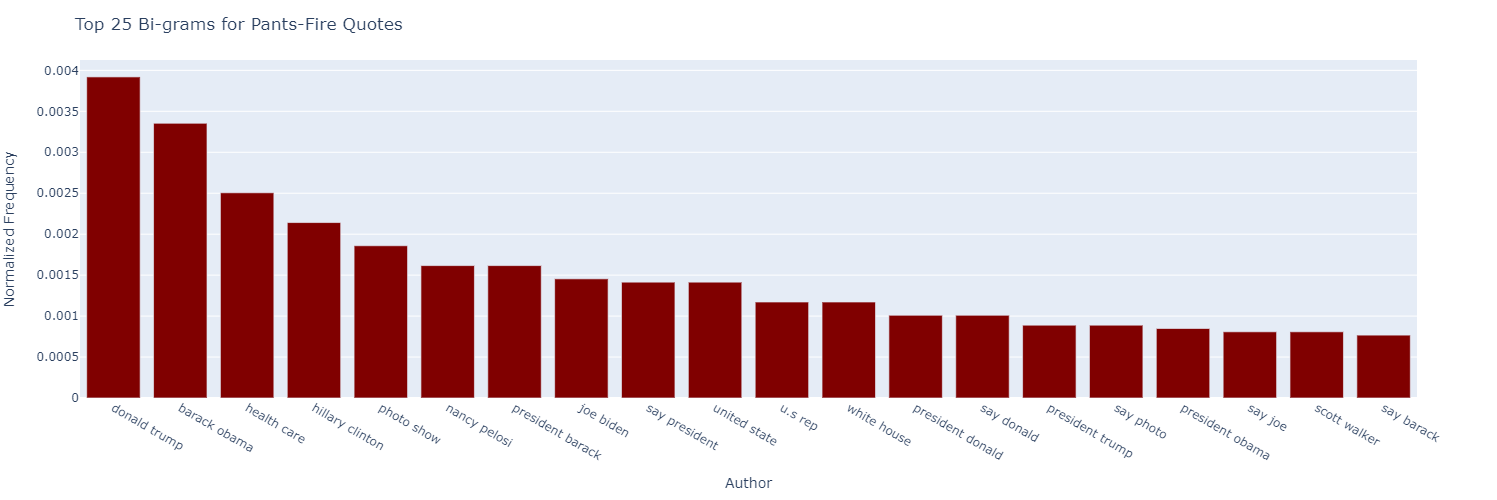 Top 25 Bi-grams for Pants-Fire Quotes
Normalized Frequency
0.004
0.0035
0.003
0.0025
0.002
0.0015
0.001
0.0005
0
donald trump
barack obama
health care
hillary clinton
photo show
nancy pelosi
president barack
joe biden
say president
united state
u.s rep
white house
president donald
say donald
president trump
say photo
president obama
say joe
scott walker
say barack
Author